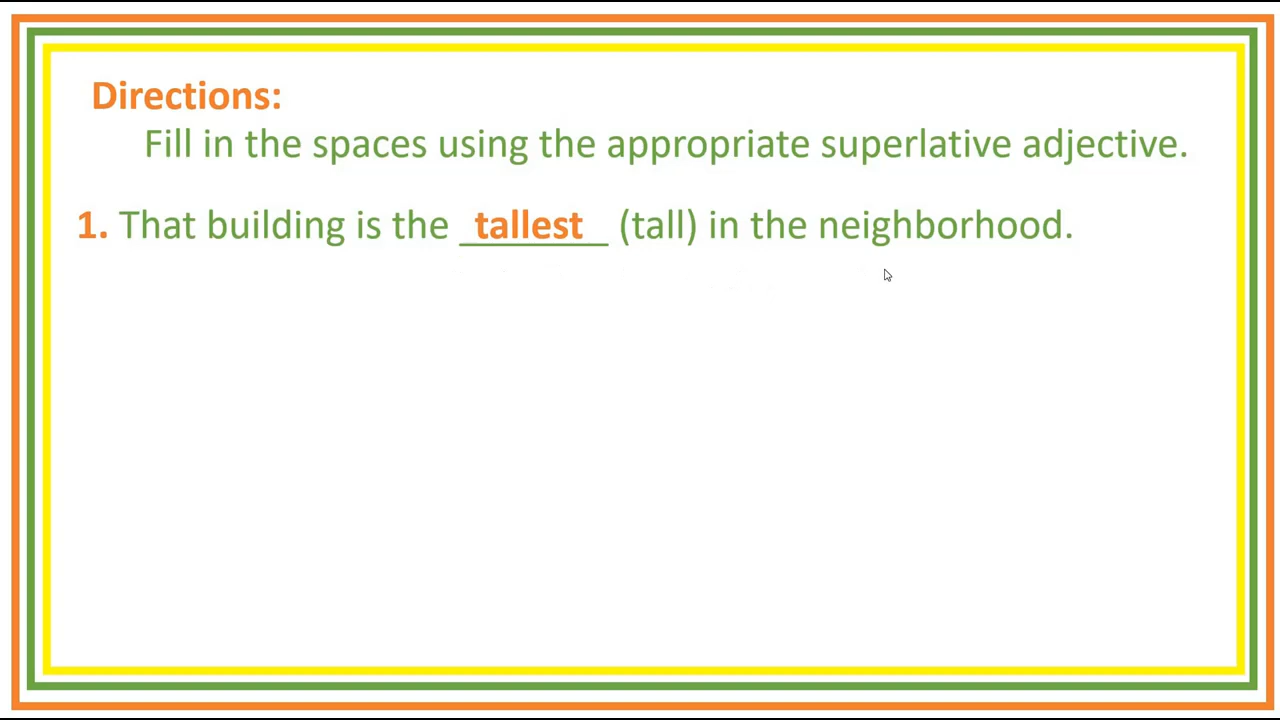 Directions:
Fill in the spaces using the appropriate superlative adjective.
1. That building is the tallest (tall) in the neighborhood.